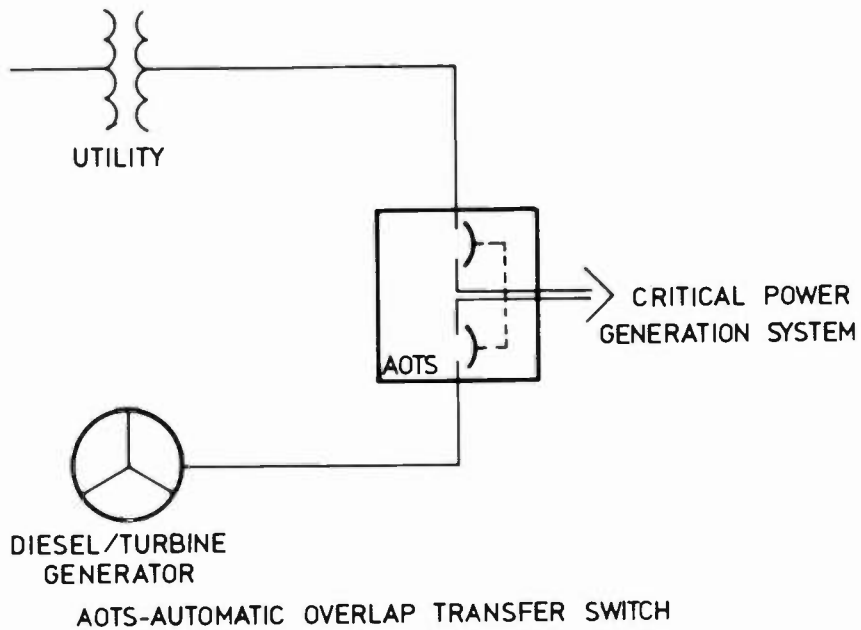 UTILITY
CRITICAL POWER
GENERATION SYSTEM
AOTS
DIESEL/TURBINE
GENERATOR
AOTS-AUTOMATIC OVERLAP TRANSFER SWITCH